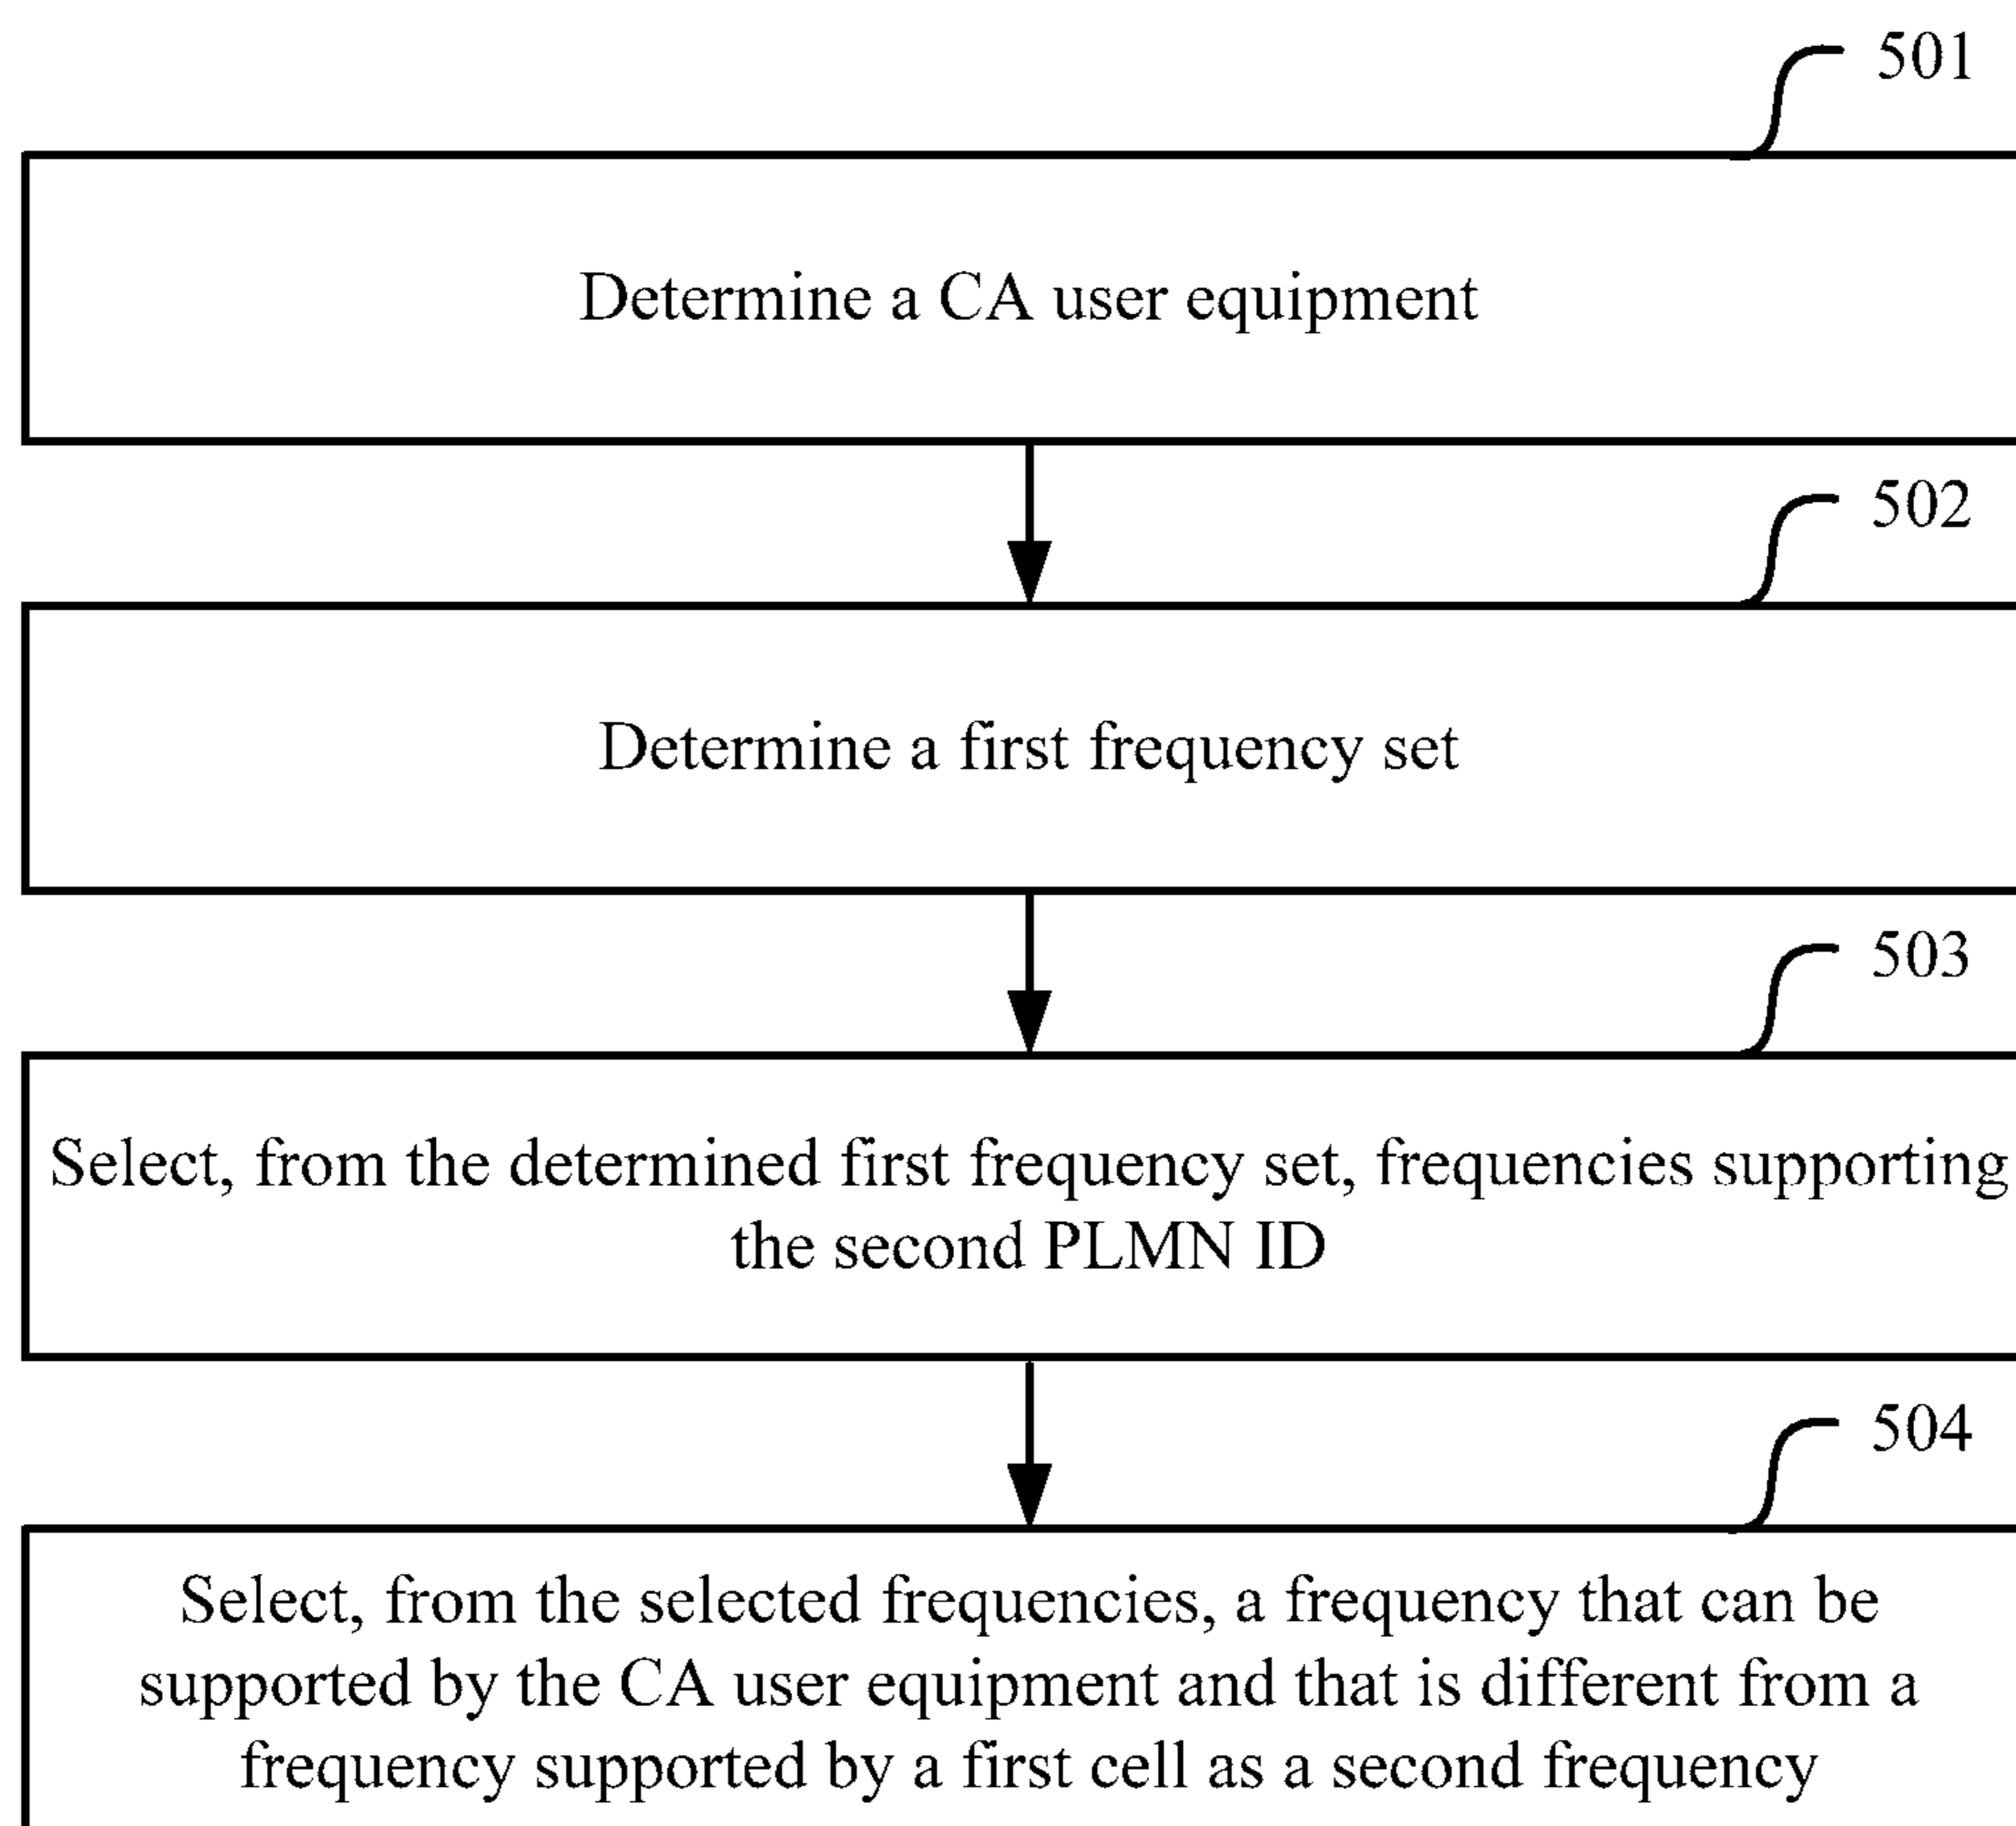 501
Determine a CA user equipment
502
Determine a first frequency set
503
Select, from the determined first frequency set, frequencies supporting
the second PLMN ID
504
Select, from the selected frequencies, a frequency that can be
supported by the CA user equipment and that is different from a
frequency supported by a first cell as a second frequency